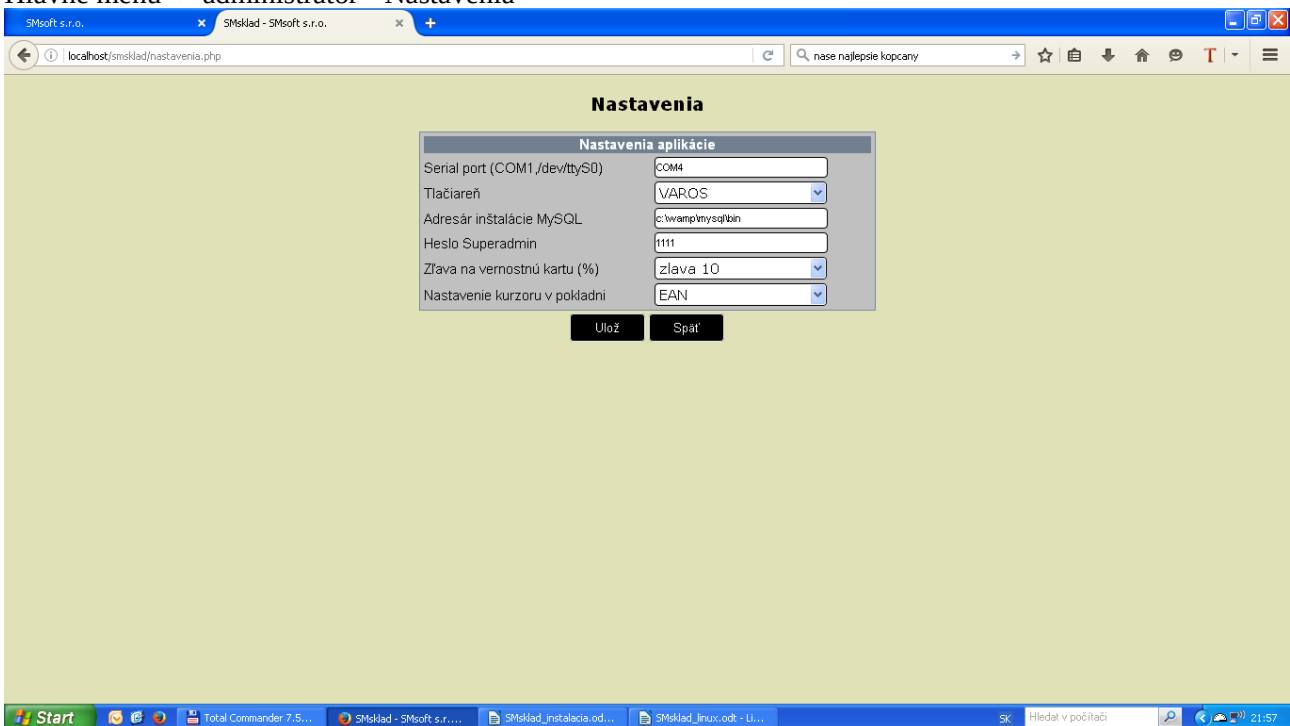 Hlavné menu administrátor Nastavenia
SMsoft s.r.o.
SMsklad - SMsoft s.r.o.
localhost/smsklad/nastavenia.php
nase najlepsie kopcany
Nastavenia
Nastavenia aplikácie
Serial port (COM1,/dev/ttyS0) COM4
Tlačiareň VAROS
Adresár inštalácie MySQL c:\wamp\mysql\bin
Heslo Superadmin 1111
Zľava na vernostnú kartu (%) zlava 10
Nastavenie kurzoru v pokladni EAN
Ulož Späť
Start Total Commander 7.5... SMsklad - SMsoft s.r.... SMsklad_instalacia.od... SMsklad_linux.odt - Li... SK Hledat v počítači 21:57